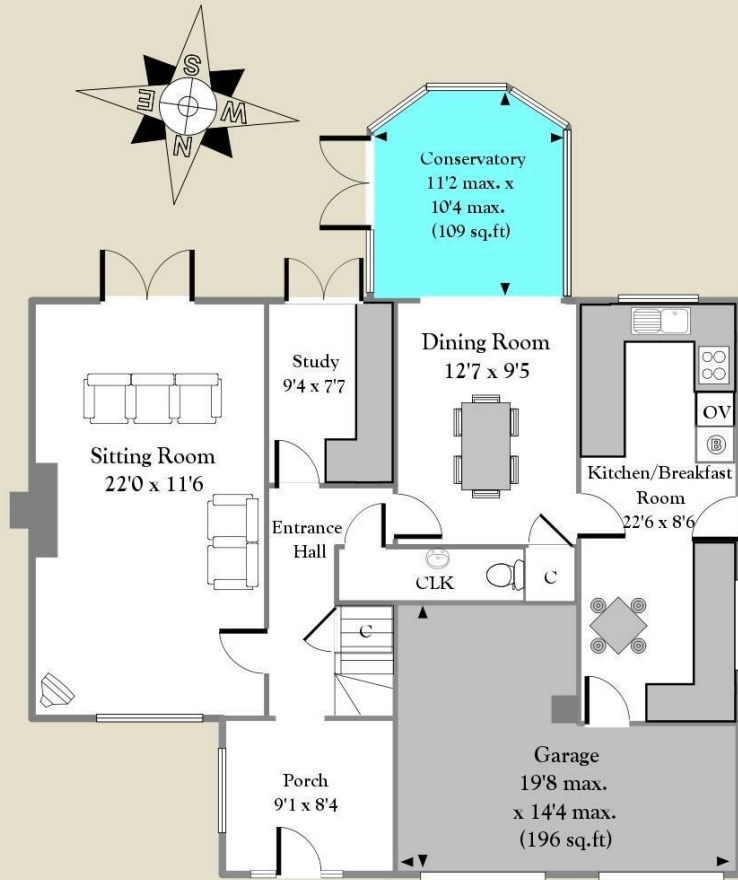 S
E
W
N
Conservatory
11'2 max. x
10'4 max.
(109 sq.ft)
Study
9'4 x 7'7
Dining Room
12'7 x 9'5
OV
B
Sitting Room
22'0 x 11'6
Kitchen/Breakfast
Room
22'6 x 8'6
Entrance
Hall
CLK
C
C
Garage
19'8 max.
x 14'4 max.
(196 sq.ft)
Porch
9'1 x 8'4